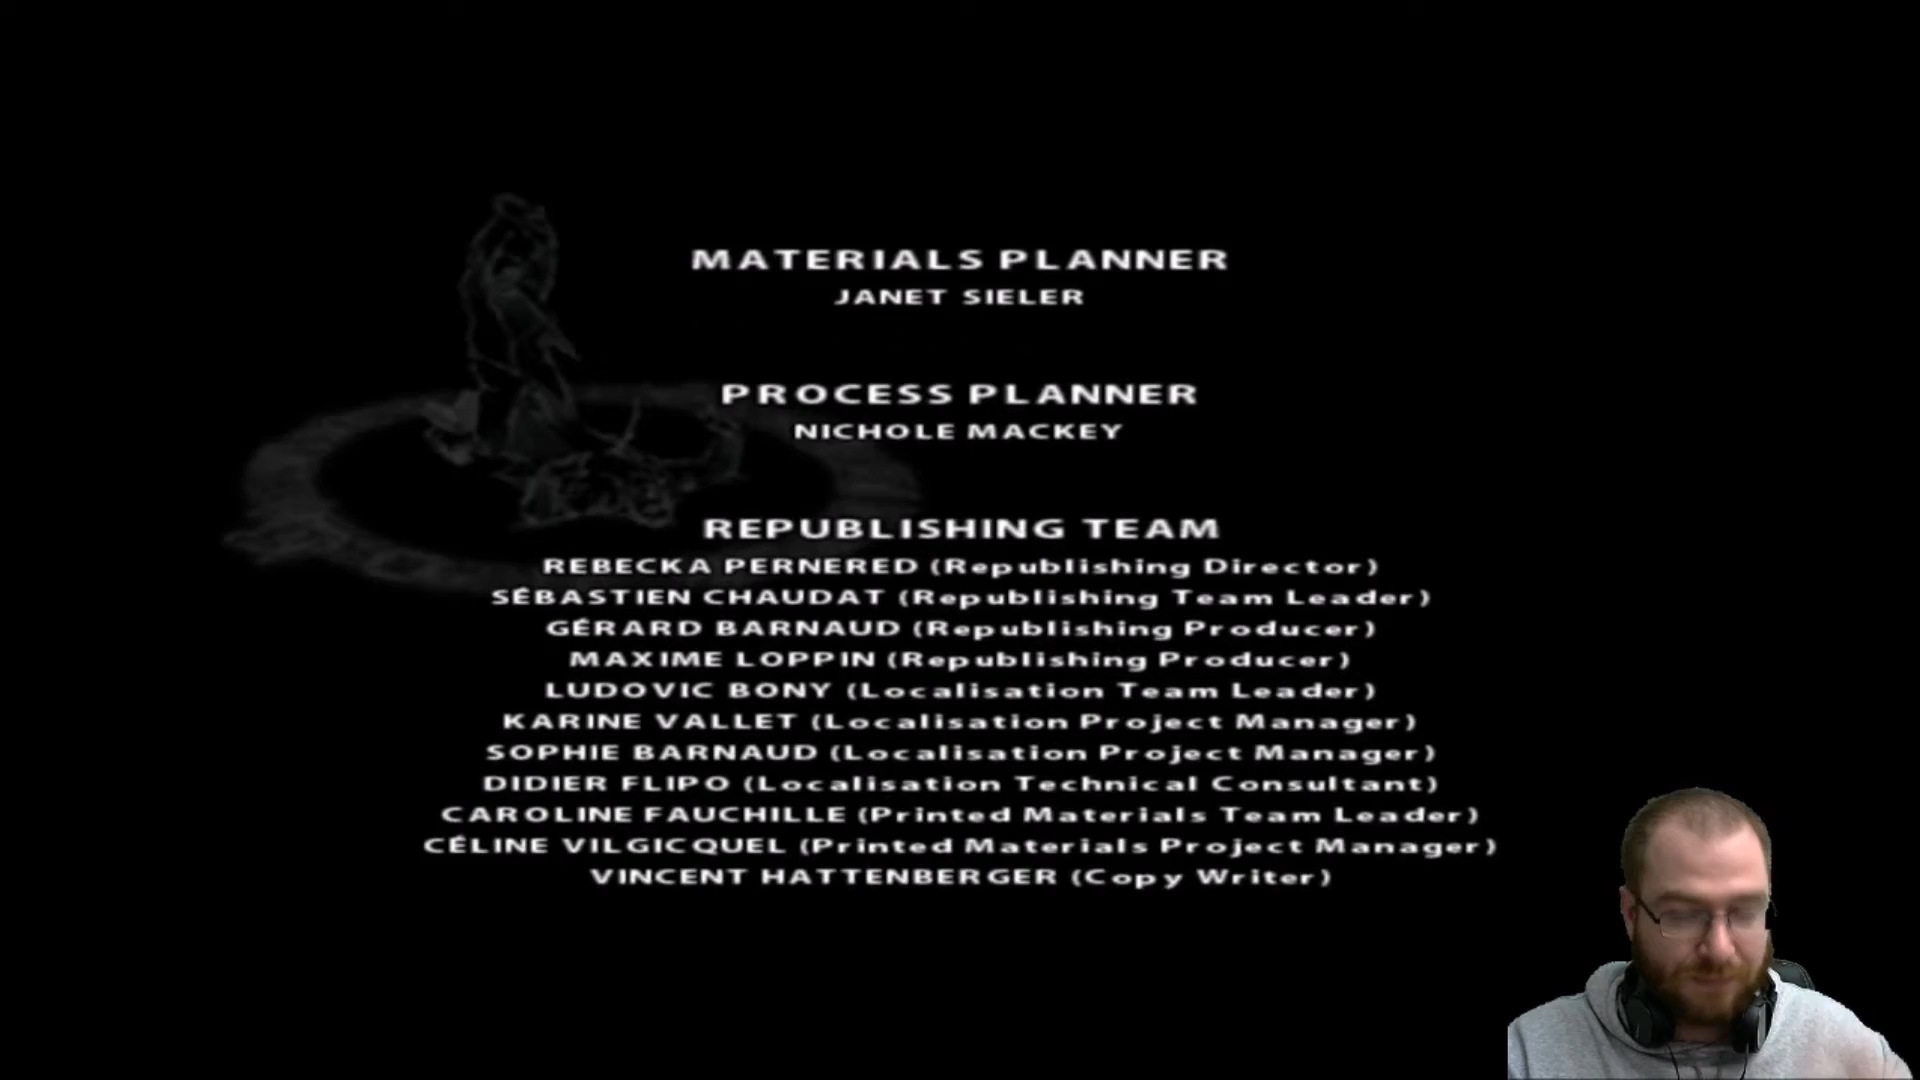 MATERIALS PLANNER
JANET SIELER
PROCESS PLANNER
NICHOLE MACKEY
REPUBLISHING TEAM
REBECKA PERNERED (Republishing Director)
SÉBASTIEN CHAUDAT (Republishing Team Leader)
GÉRARD BARNAUD (Republishing Producer)
MAXIME LOPPIN (Republishing Producer)
LUDOVIC BONY (Localisation Team Leader)
KARINE VALLET (Localisation Project Manager)
SOPHIE BARNAUD (Localisation Project Manager)
DIDIER FLIPO (Localisation Technical Consultant)
CAROLINE FAUCHILLE (Printed Materials Team Leader)
CÉLINE VILGICQUEL (Printed Materials Project Manager)
VINCENT HATTENBERGER (Copy Writer)